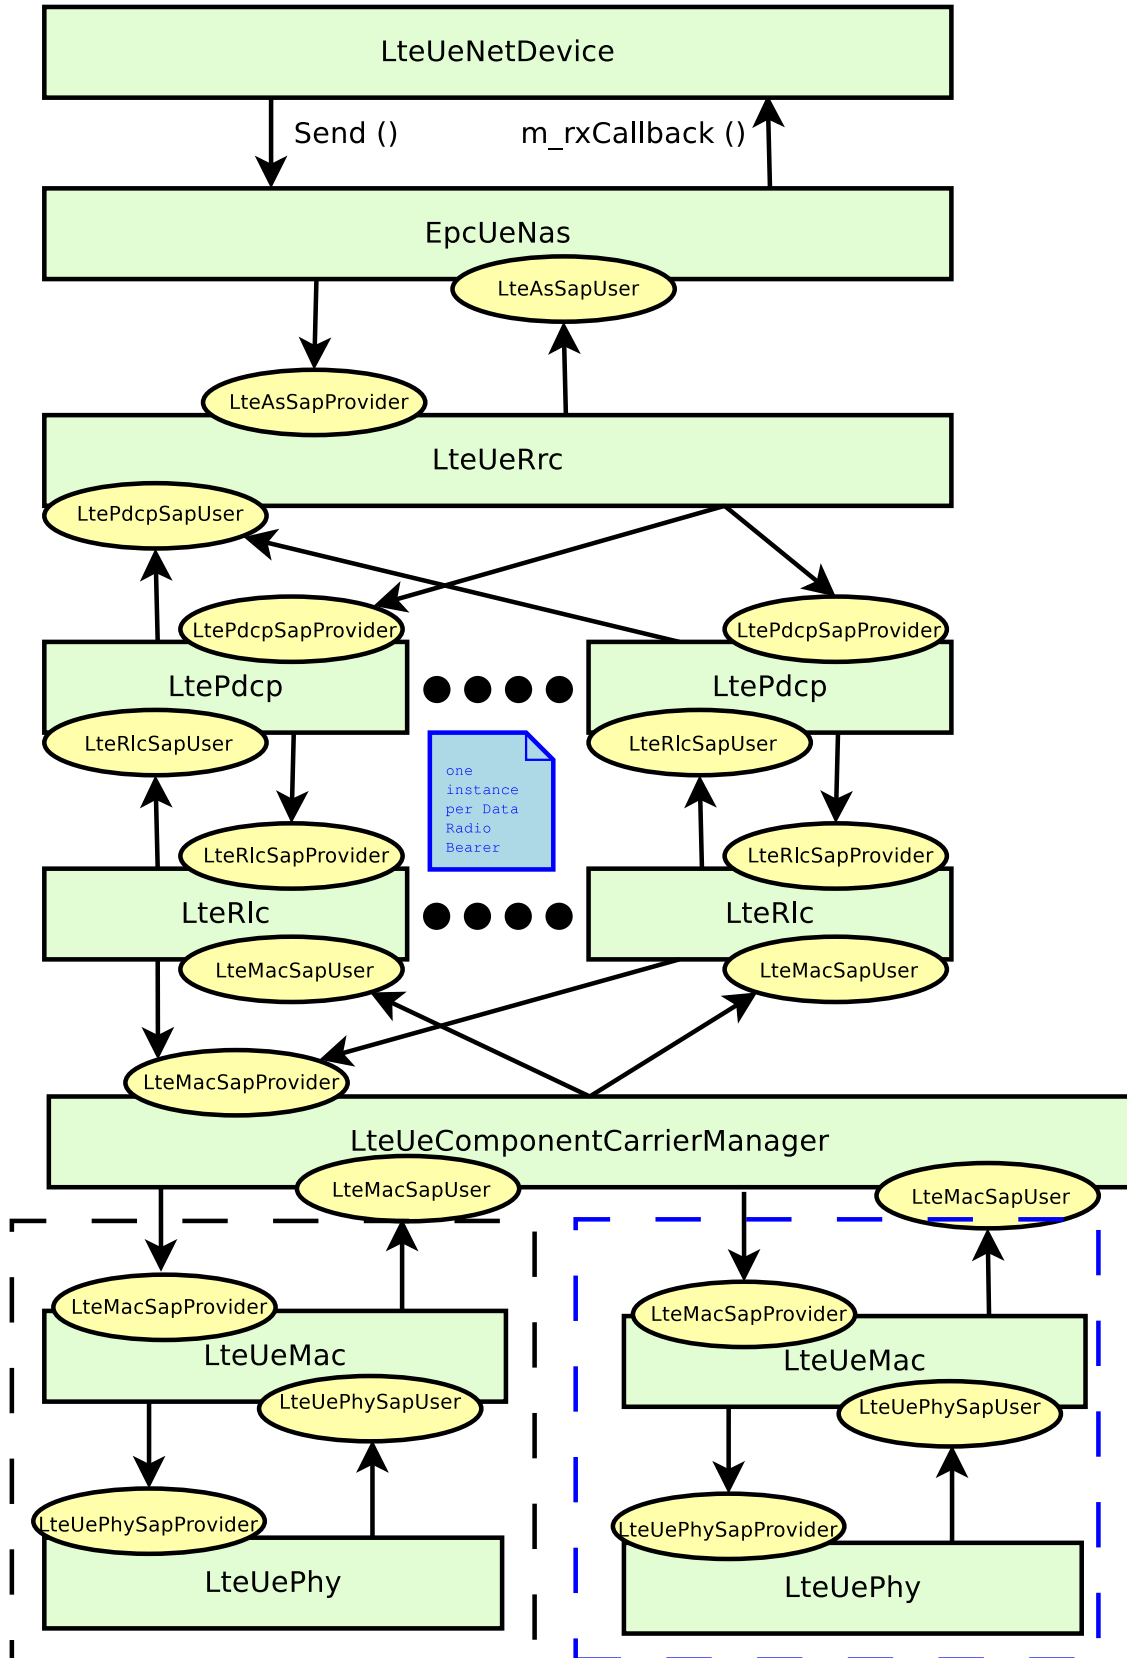 LteUeNetDevice
Send ()
m_rxCallback ()
EpcUeNas
LteAsSapUser
LteAsSapProvider
LteUeRrc
LtePdcpSapUser
LtePdcpSapProvider
LtePdcpSapProvider
LtePdcp
LtePdcp
LteRlcSapUser
LteRlcSapUser
one
instance
per Data
Radio
Bearer
LteRlcSapProvider
LteRlcSapProvider
LteRlc
LteRlc
LteMacSapUser
LteMacSapUser
LteMacSapProvider
LteUeComponentCarrierManager
LteMacSapUser
LteMacSapUser
LteMacSapProvider
LteMacSapProvider
LteUeMac
LteUeMac
LteUePhySapUser
LteUePhySapUser
LteUePhySapProvider
LteUePhySapProvider
LteUePhy
LteUePhy